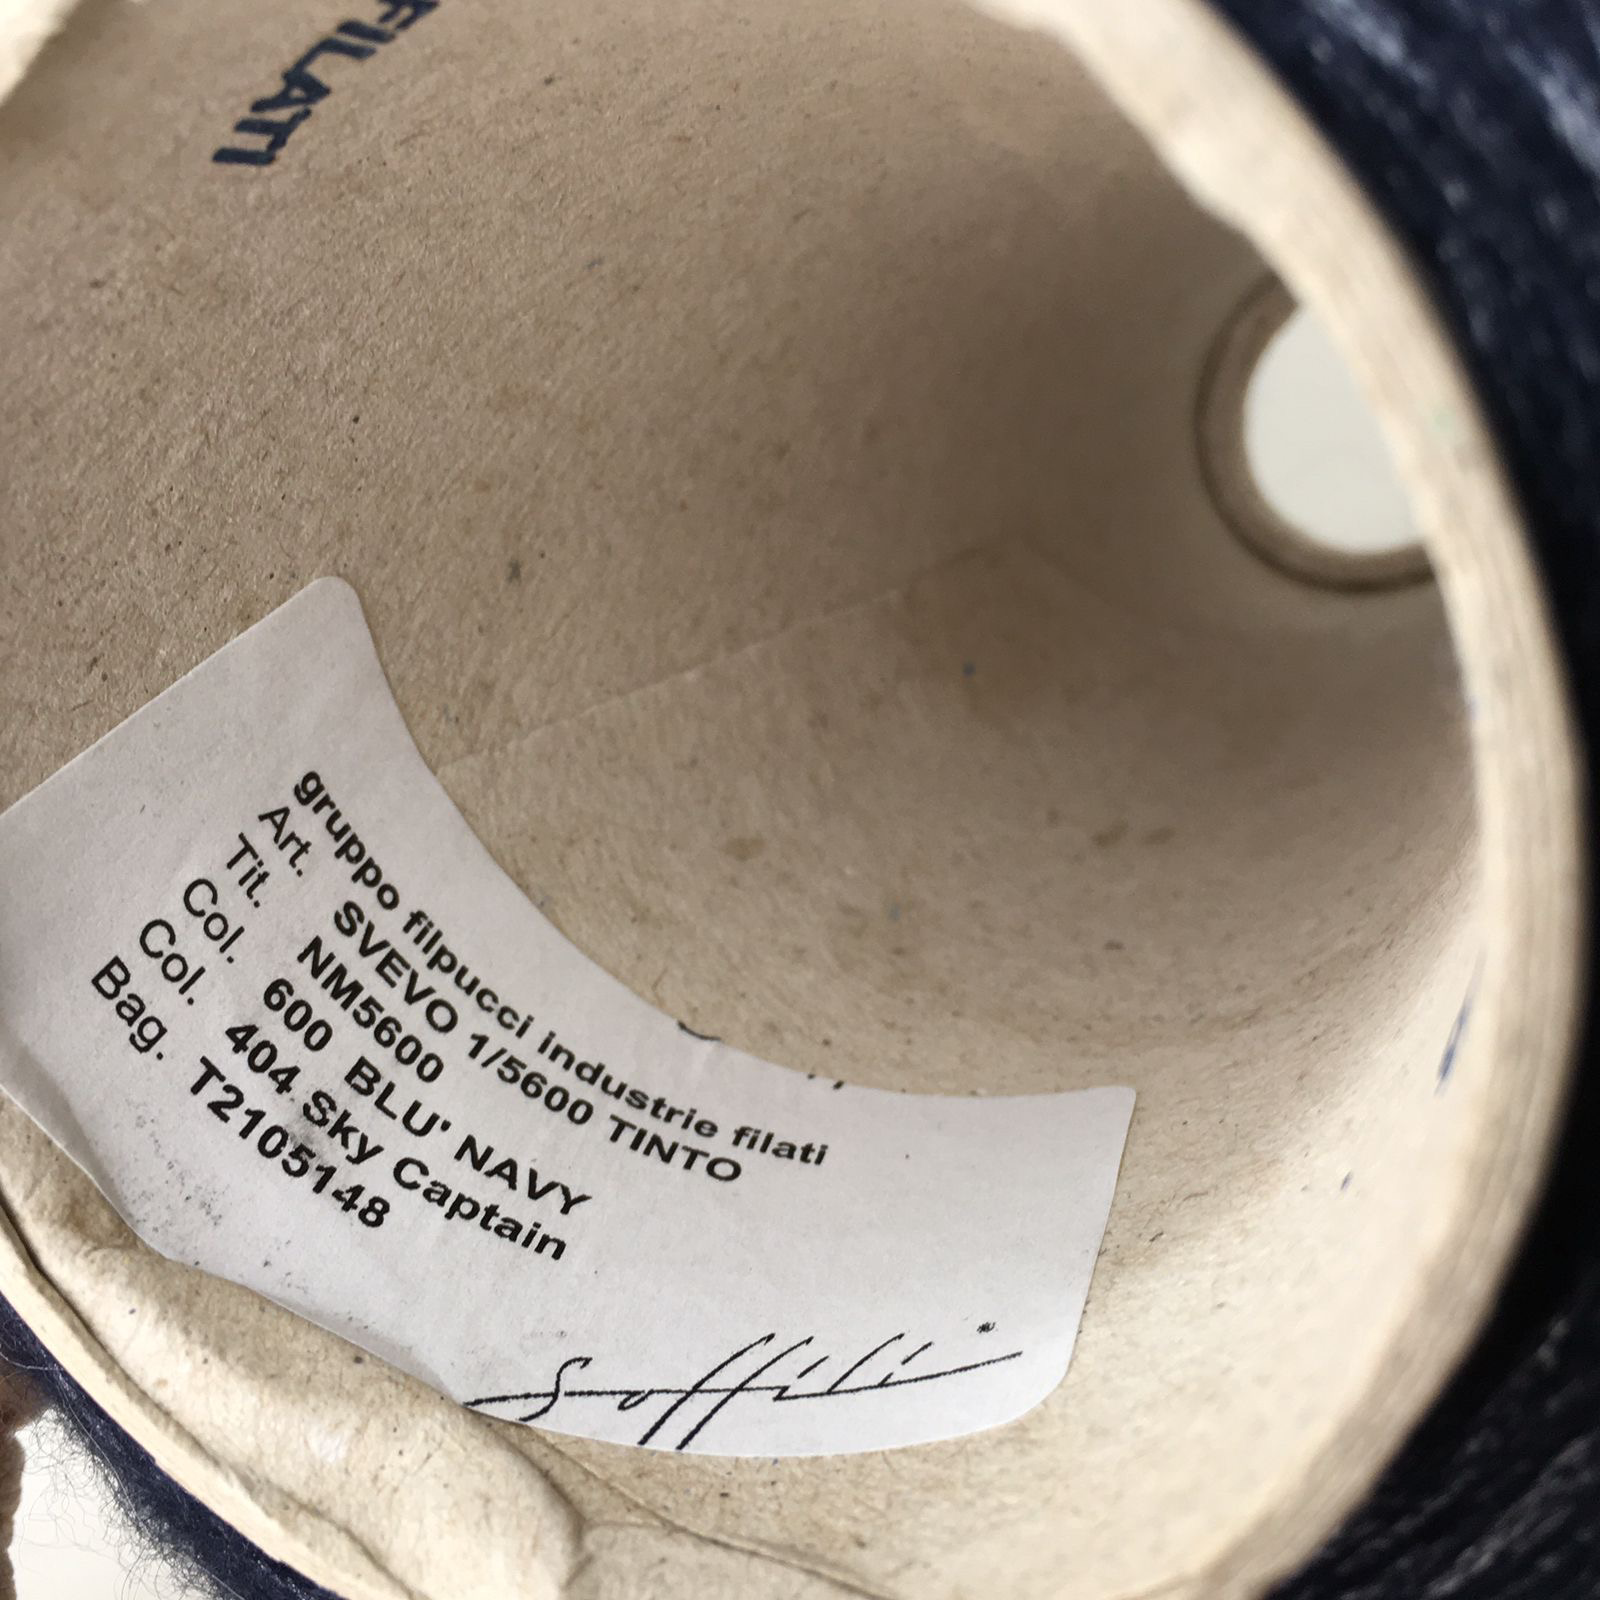 FILATI
gruppo filpucci industrie filati
Art. SVEVO 1/5600 TINTO
Tit. NM5600
Col. 600 BLU' NAVY
Col. 404 Sky Captain
Bag. T2105148
Soffili